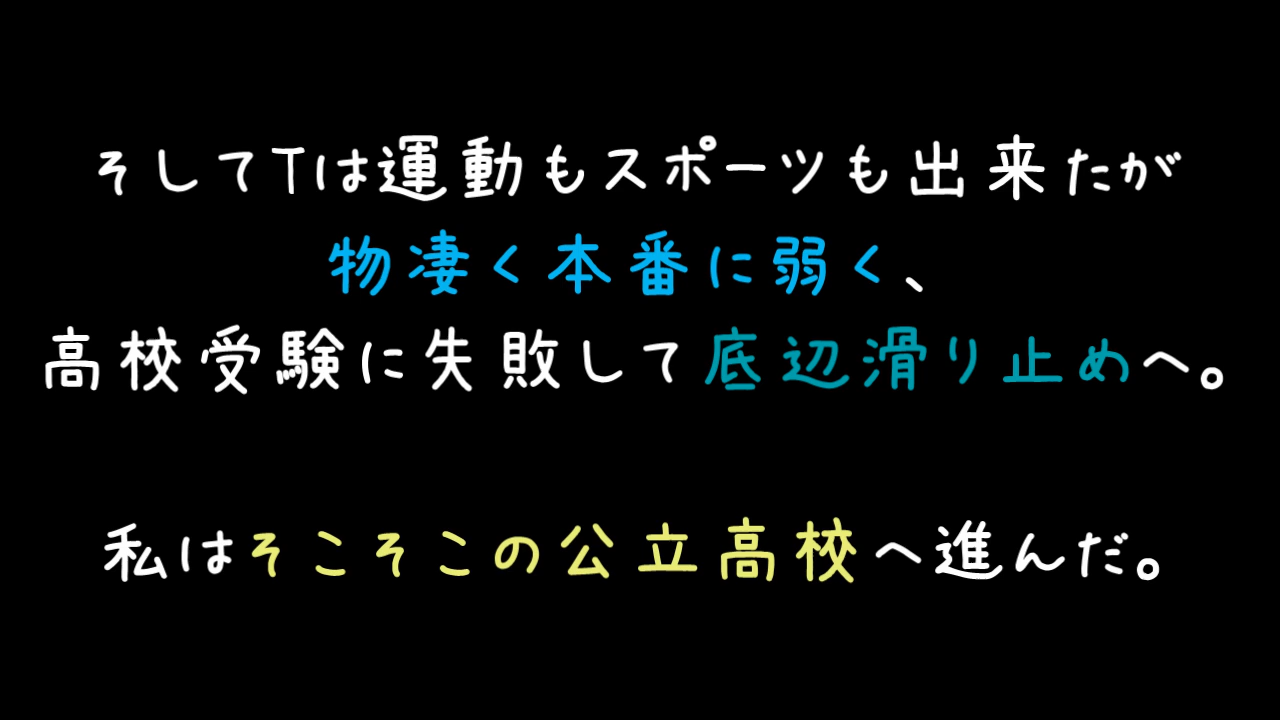 そしてTは運動もスポーツも出来たが
物凄く本番に弱く、
高校受験に失敗して底辺滑り止めへ。
私はそこそこの公立高校へ進んだ。